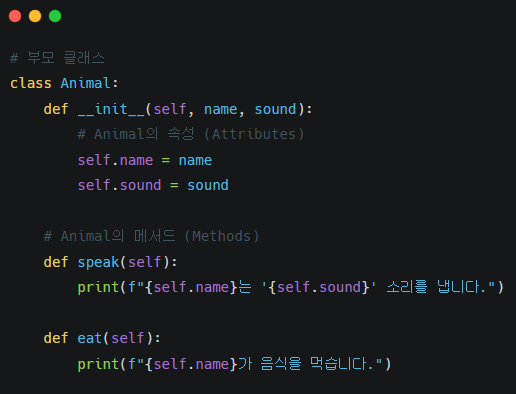 # 부모 클래스
class Animal:
    def __init__(self, name, sound):
        # Animal의 속성 (Attributes)
        self.name = name
        self.sound = sound

    # Animal의 메서드 (Methods)
    def speak(self):
        print(f"{self.name}는 '{self.sound}' 소리를 냅니다.")

    def eat(self):
        print(f"{self.name}가 음식을 먹습니다.")